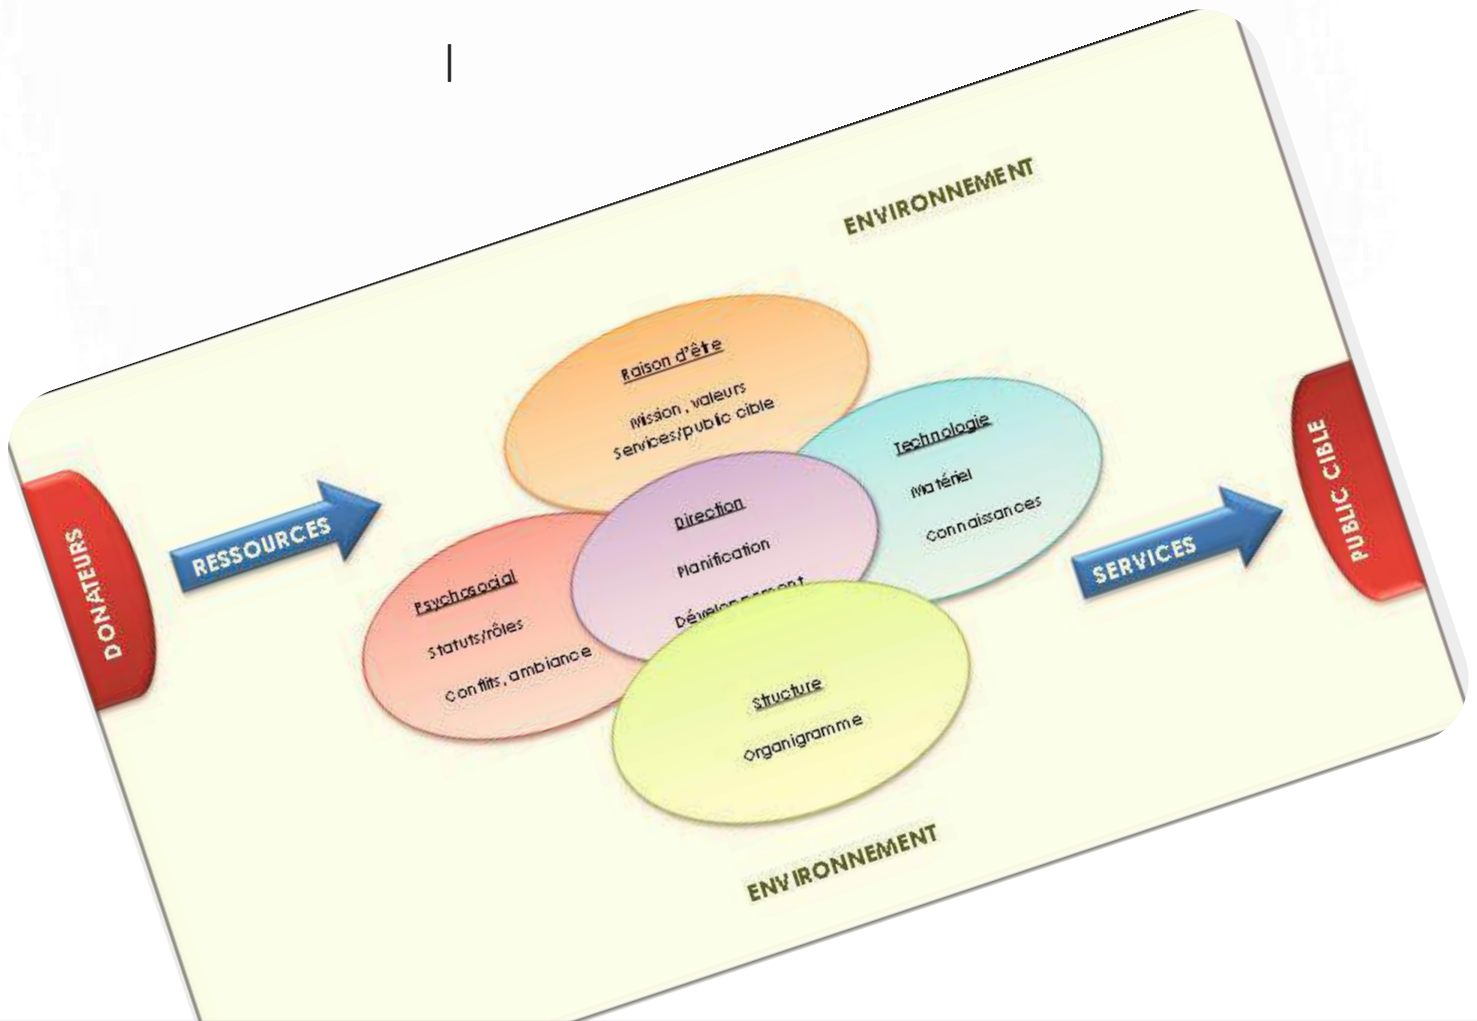 ENVIRONNEMENT
Raison d'être
Mission, valeurs
Services/public cible
Technologie
Matériel
Connaissances
Direction
Planification
Psychosocial
Statuts/rôles
Conflits, ambiance
Structure
Organigramme
DONATEURS
RESSOURCES
SERVICES
PUBLIC CIBLE
ENVIRONNEMENT